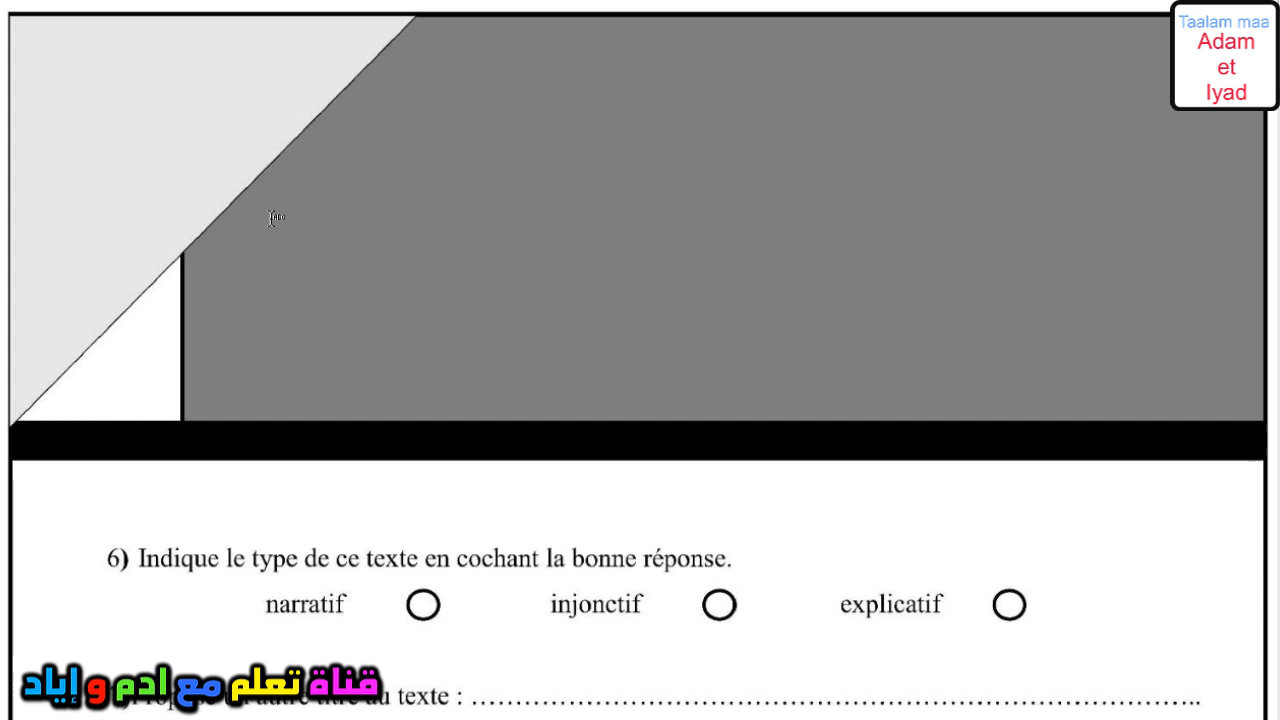 Taalam maa
Adam
et
Iyad
6) Indique le type de ce texte en cochant la bonne réponse.
narratif injonctif explicatif
قناة تعلم مع ادم و إياد
texte : ................................................................................